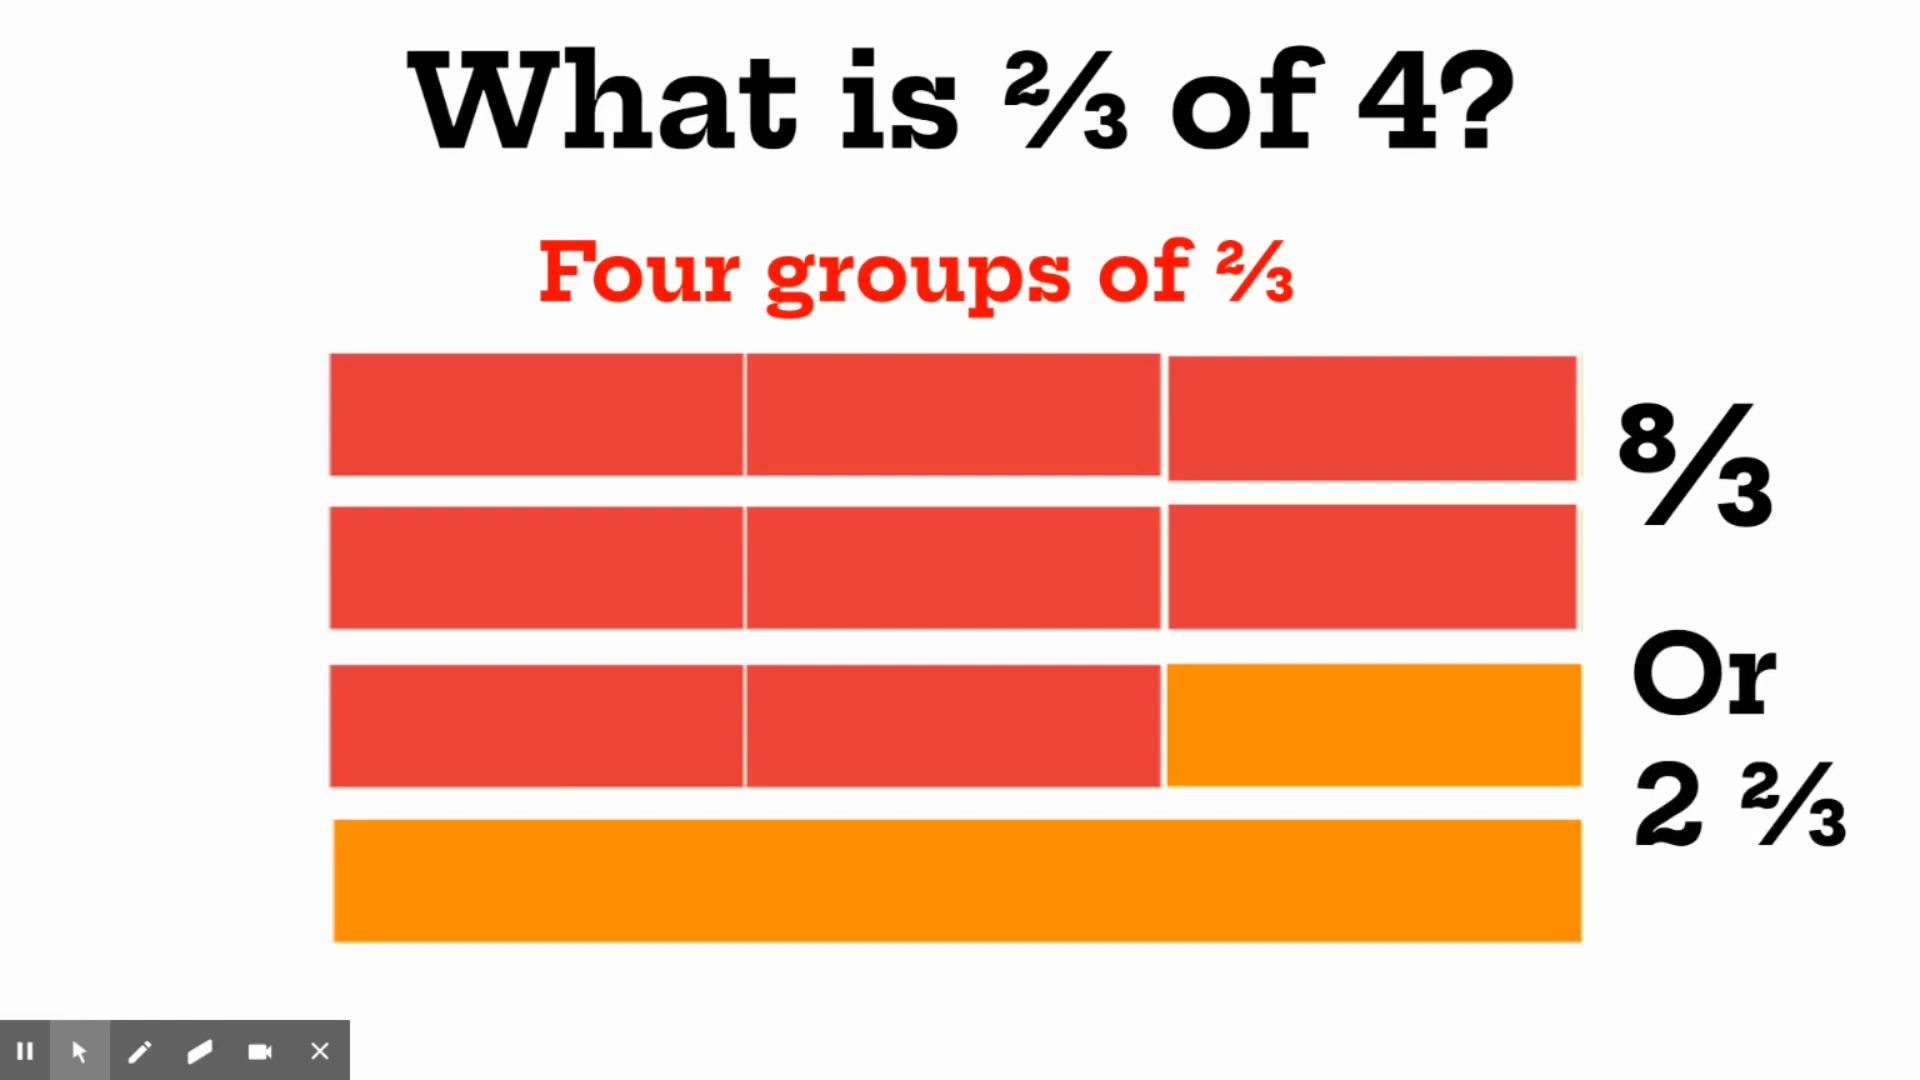 What is ⅔ of 4?
Four groups of ⅔
8⁄3
Or
2 ⅔